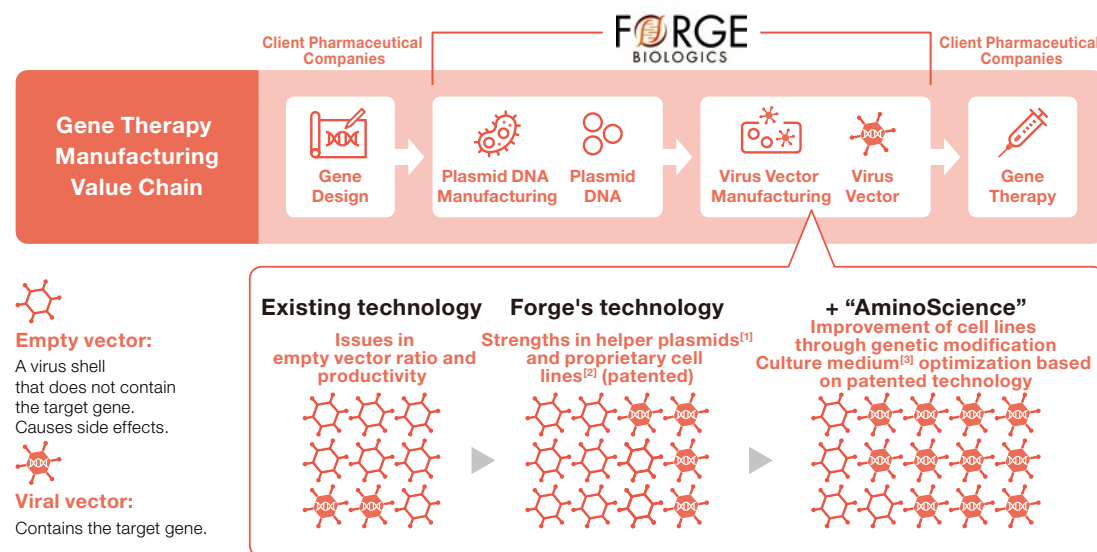 FORGE
BIOLOGICS
Client Pharmaceutical
Companies
Client Pharmaceutical
Companies
Gene Therapy
Manufacturing
Value Chain
Gene
Design
Plasmid DNA
Manufacturing
Plasmid
DNA
Virus Vector
Manufacturing
Virus
Vector
Gene
Therapy
Empty vector:
A virus shell
that does not contain
the target gene.
Causes side effects.
Viral vector:
Contains the target gene.
Existing technology
Issues in
empty vector ratio and
productivity
Forge's technology
Strengths in helper plasmids[1]
and proprietary cell
lines[2] (patented)
+ “AminoScience”
Improvement of cell lines
through genetic modification
Culture medium[3] optimization based
on patented technology